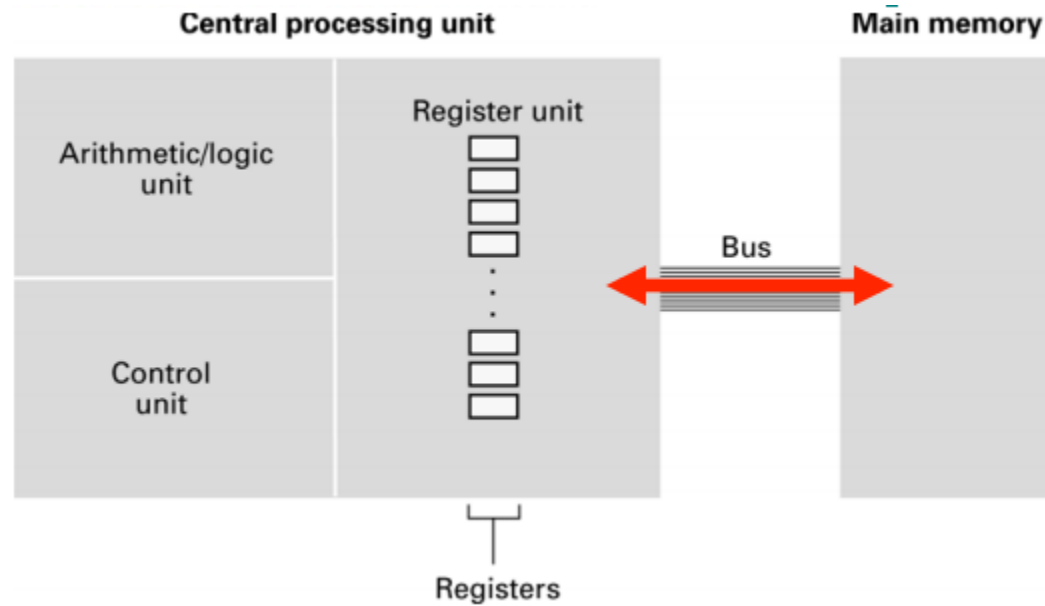 Central processing unit
Main memory
Arithmetic/logic
unit
Register unit
Bus
Control
unit
Registers